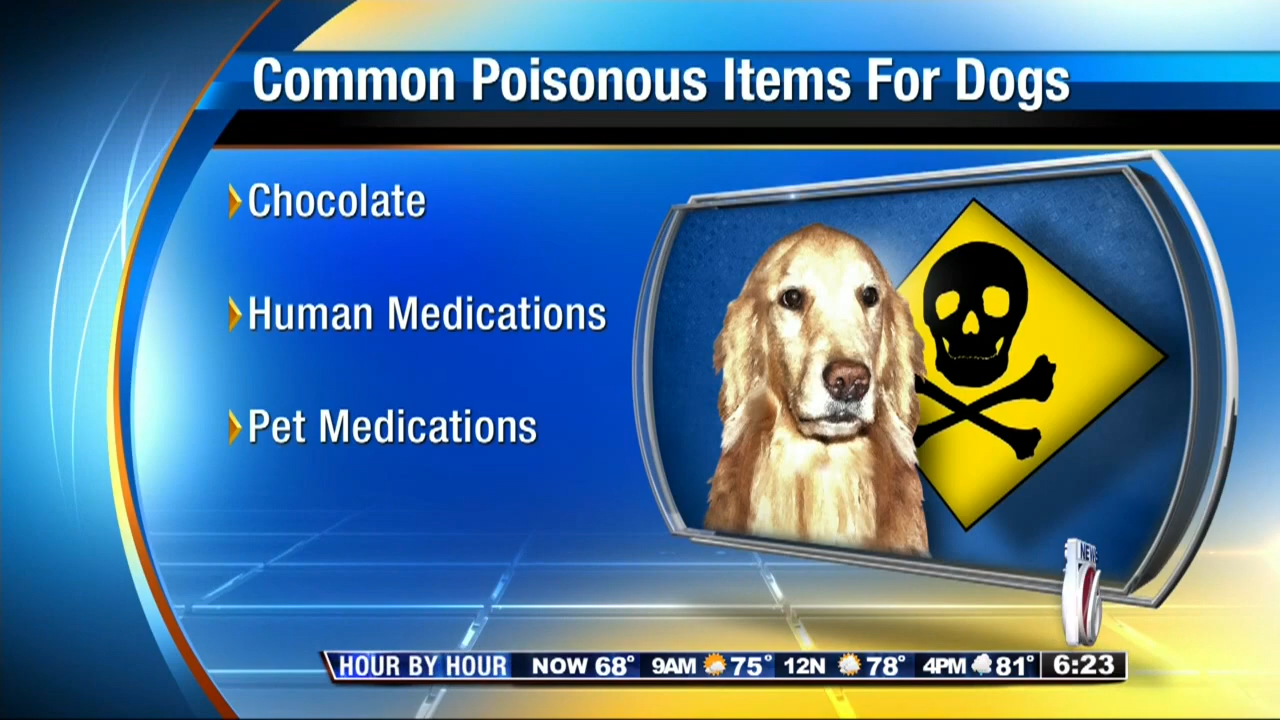 Common Poisonous Items For Dogs
Chocolate
Human Medications
Pet Medications
NEWS
HOUR BY HOUR NOW 68° 9AM 75° 12N 78° 4PM 81° 6:23